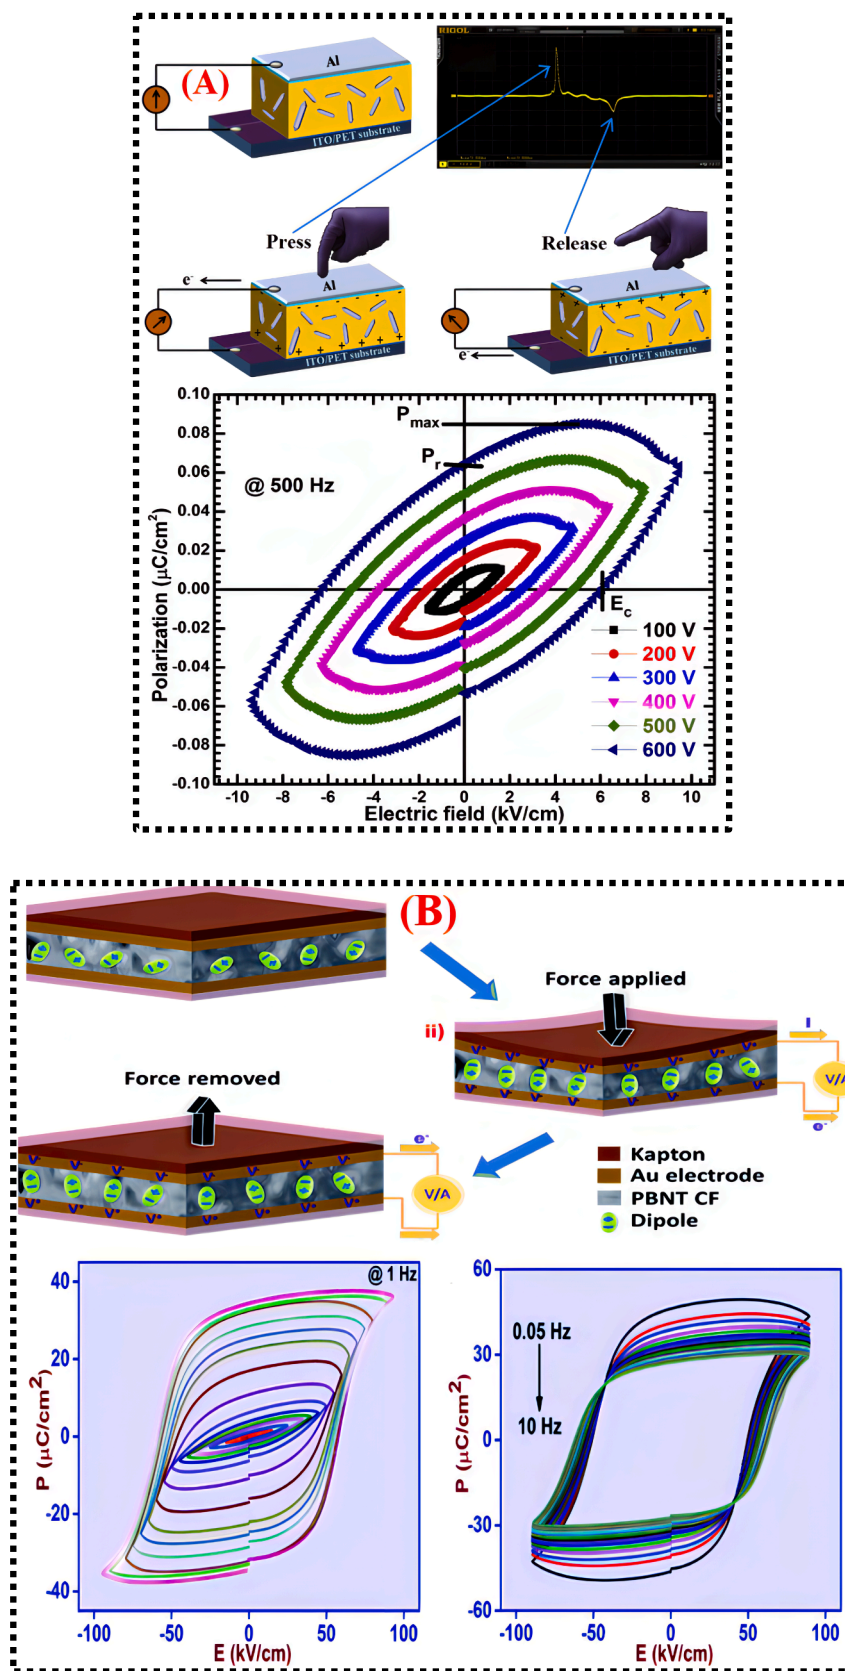 (A)
RIGOL
Al
ITO/PET substrate
Press
Release
e-
Al
ITO/PET substrate
Al
e-
ITO/PET substrate
0.10
0.08
0.06
0.04
0.02
0.00
-0.02
-0.04
-0.06
-0.08
-0.10
Polarization (μC/cm²)
Pmax
Pr
@ 500 Hz
Ec
100 V
200 V
300 V
400 V
500 V
600 V
-10 -8 -6 -4 -2 0 2 4 6 8 10
Electric field (kV/cm)
(B)
Force applied
ii)
I
V/A
e-
Force removed
e-
V/A
Kapton
Au electrode
PBNT CF
Dipole
@ 1 Hz
40
20
0
-20
-40
P (μC/cm²)
-100 -50 0 50 100
E (kV/cm)
60
30
0
-30
-60
P (μC/cm²)
0.05 Hz
10 Hz
-100 -50 0 50 100
E (kV/cm)